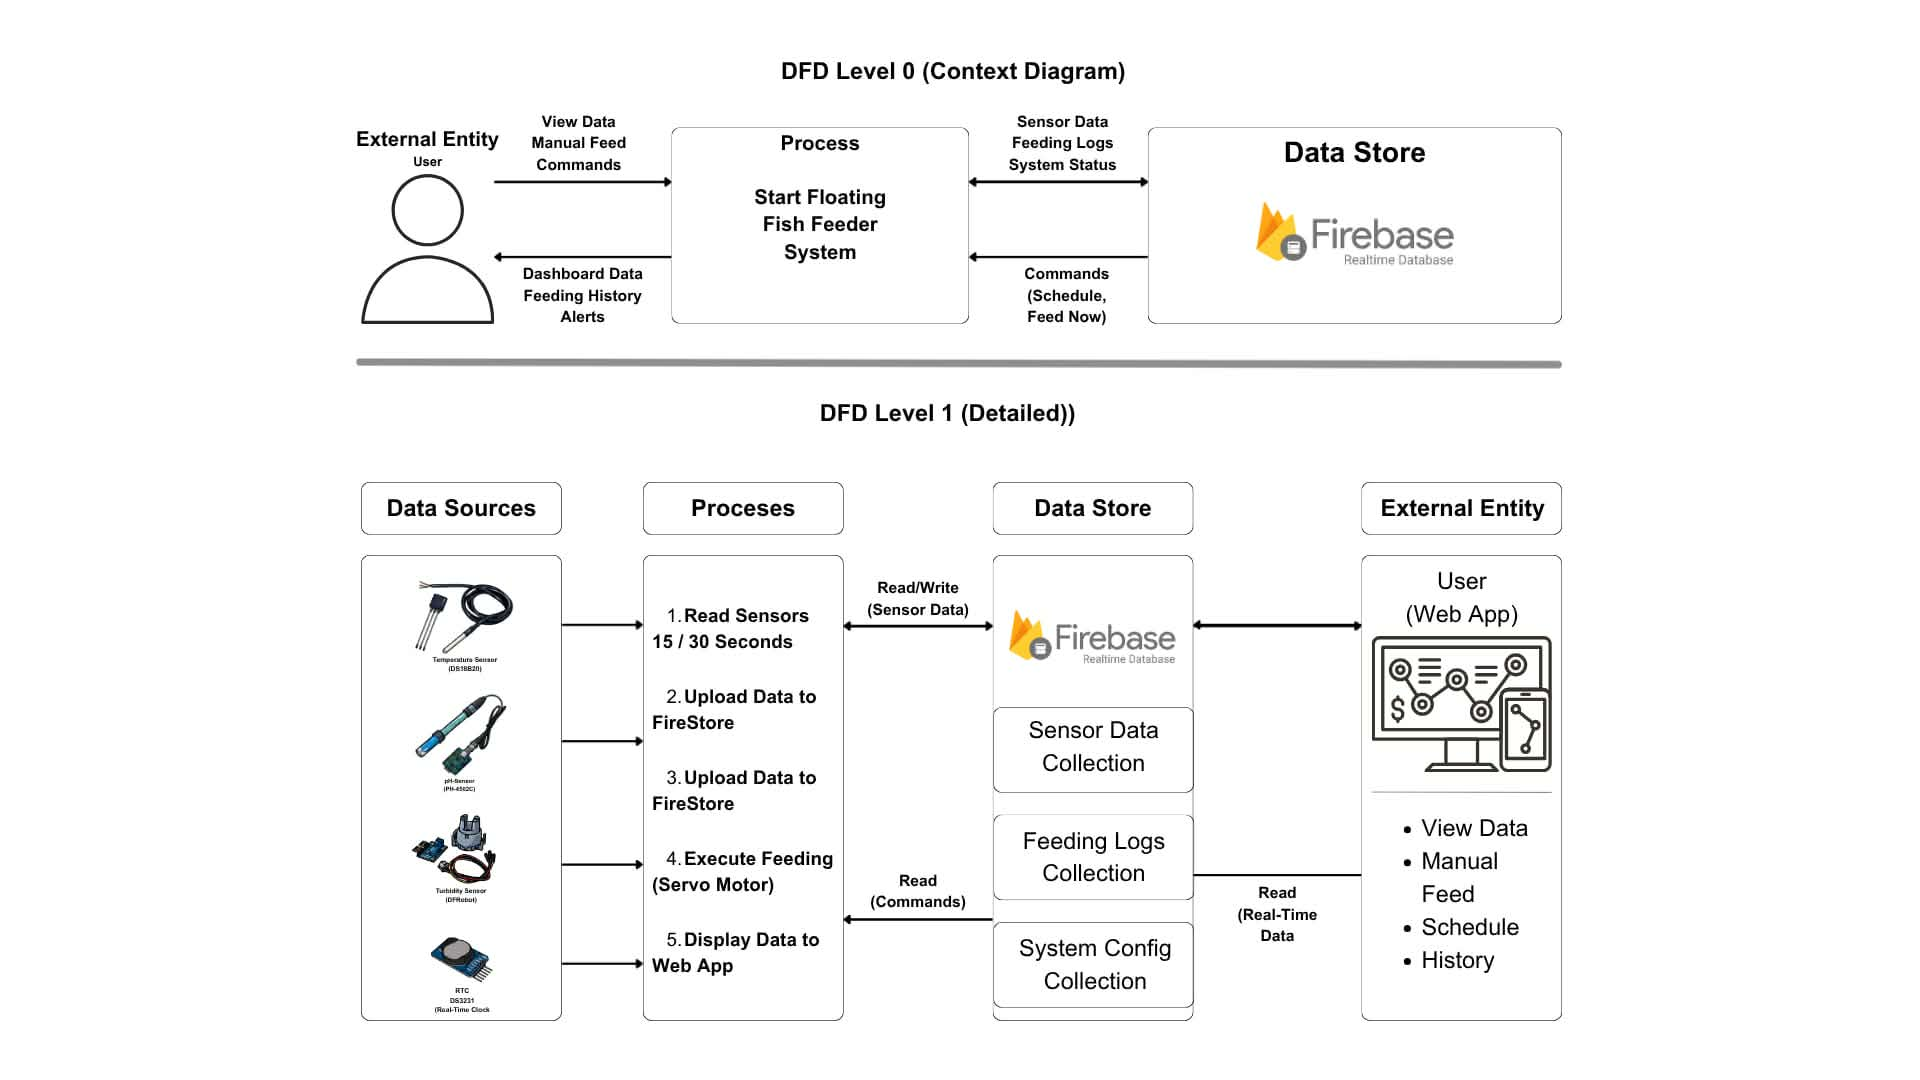 DFD Level 0 (Context Diagram)
External Entity
User
View Data
Manual Feed
Commands
Dashboard Data
Feeding History
Alerts
Process
Start Floating
Fish Feeder
System
Sensor Data
Feeding Logs
System Status
Commands
(Schedule,
Feed Now)
Data Store
Firebase
Realtime Database
DFD Level 1 (Detailed))
Data Sources
Proceses
Data Store
External Entity
Temperature Sensor
(DS18B20)
pH-Sensor
(PH-4502C)
Turbidity Sensor
(DFRobot)
RTC
DS3231
(Real-Time Clock
1. Read Sensors
15 / 30 Seconds
2. Upload Data to
FireStore
3. Upload Data to
FireStore
4. Execute Feeding
(Servo Motor)
5. Display Data to
Web App
Read/Write
(Sensor Data)
Read
(Commands)
Firebase
Realtime Database
Sensor Data
Collection
Feeding Logs
Collection
System Config
Collection
Read
(Real-Time
Data
User
(Web App)
$
• View Data
• Manual
Feed
• Schedule
• History